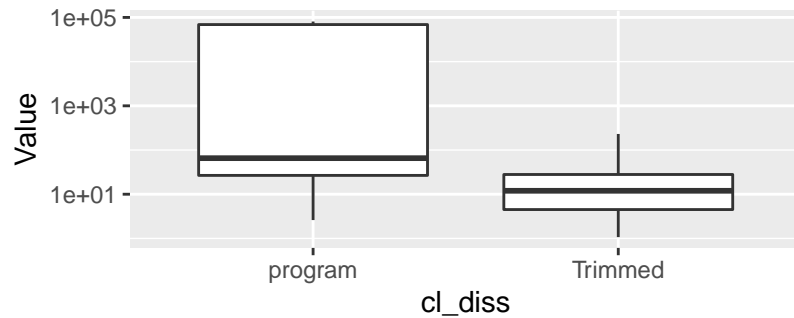 1e+05
1e+03
1e+01
Value
program Trimmed
cl_diss